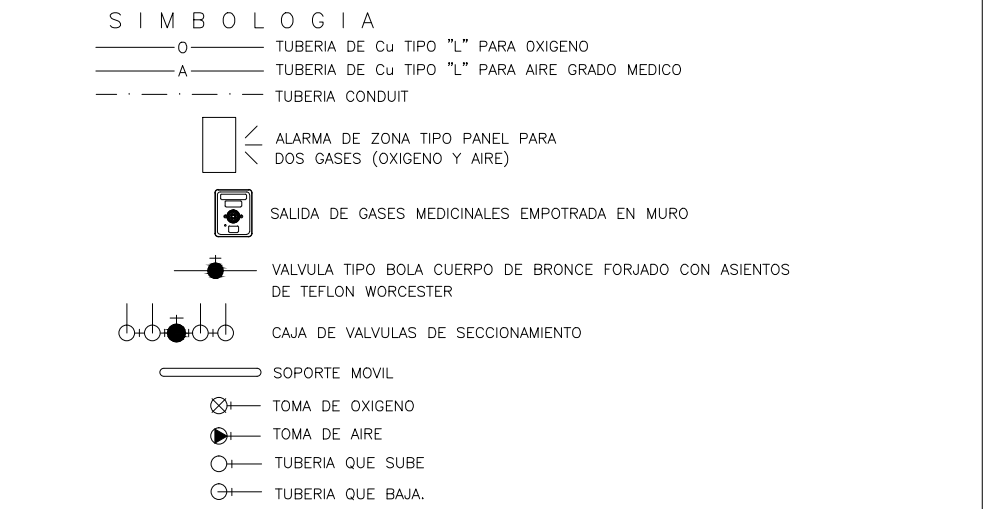 SIMBOLOGIA
O TUBERIA DE Cu TIPO "L" PARA OXIGENO
A TUBERIA DE Cu TIPO "L" PARA AIRE GRADO MEDICO
TUBERIA CONDUIT
ALARMA DE ZONA TIPO PANEL PARA
DOS GASES (OXIGENO Y AIRE)
SALIDA DE GASES MEDICINALES EMPOTRADA EN MURO
VALVULA TIPO BOLA CUERPO DE BRONCE FORJADO CON ASIENTOS
DE TEFLON WORCESTER
CAJA DE VALVULAS DE SECCIONAMIENTO
SOPORTE MOVIL
TOMA DE OXIGENO
TOMA DE AIRE
TUBERIA QUE SUBE
TUBERIA QUE BAJA.